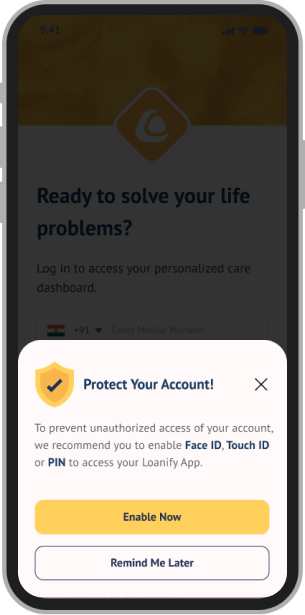 9:41
Ready to solve your life
problems?
Log in to access your personalized care
dashboard.
+91 Enter Mobile Number
Protect Your Account!
To prevent unauthorized access of your account,
we recommend you to enable Face ID, Touch ID
or PIN to access your Loanify App.
Enable Now
Remind Me Later